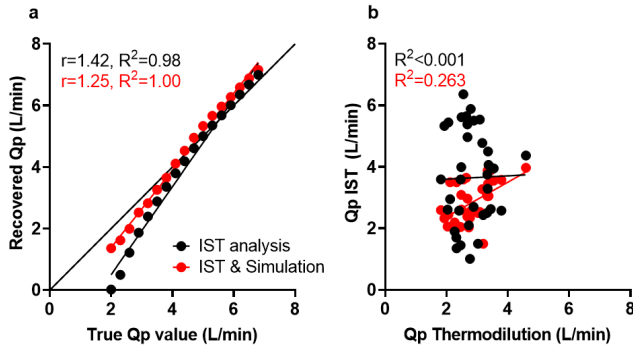 a
r=1.42, R²=0.98
r=1.25, R²=1.00
Recovered Qp (L/min)
8
6
4
2
0
IST analysis
IST & Simulation
0 2 4 6 8
True Qp value (L/min)
b
R²<0.001
R²=0.263
Qp IST (L/min)
8
6
4
2
0
0 2 4 6 8
Qp Thermodilution (L/min)